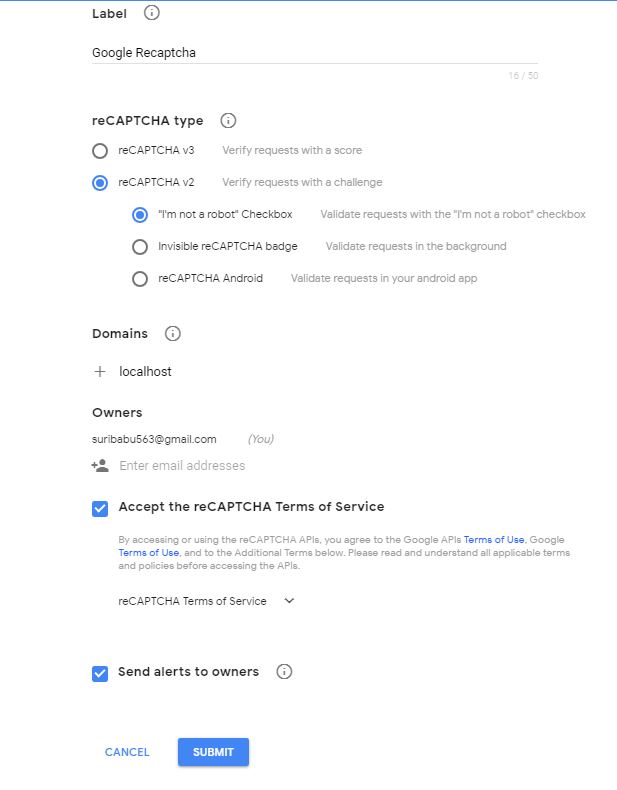 Label
Google Recaptcha
16 / 50
reCAPTCHA type
reCAPTCHA v3 Verify requests with a score
reCAPTCHA v2 Verify requests with a challenge
"I'm not a robot" Checkbox Validate requests with the "I'm not a robot" checkbox
Invisible reCAPTCHA badge Validate requests in the background
reCAPTCHA Android Validate requests in your android app
Domains
localhost
Owners
suribabu563@gmail.com (You)
Enter email addresses
Accept the reCAPTCHA Terms of Service
By accessing or using the reCAPTCHA APIs, you agree to the Google APIs Terms of Use, Google
Terms of Use, and to the Additional Terms below. Please read and understand all applicable terms
and policies before accessing the APIs.
reCAPTCHA Terms of Service
Send alerts to owners
CANCEL SUBMIT